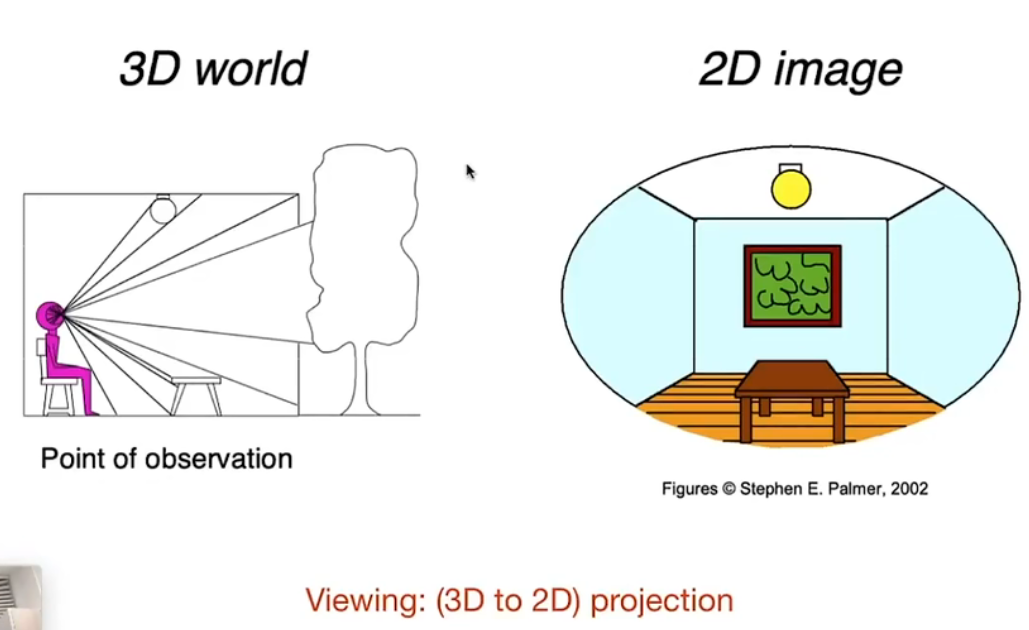 3D world
2D image
Point of observation
Figures © Stephen E. Palmer, 2002
Viewing: (3D to 2D) projection